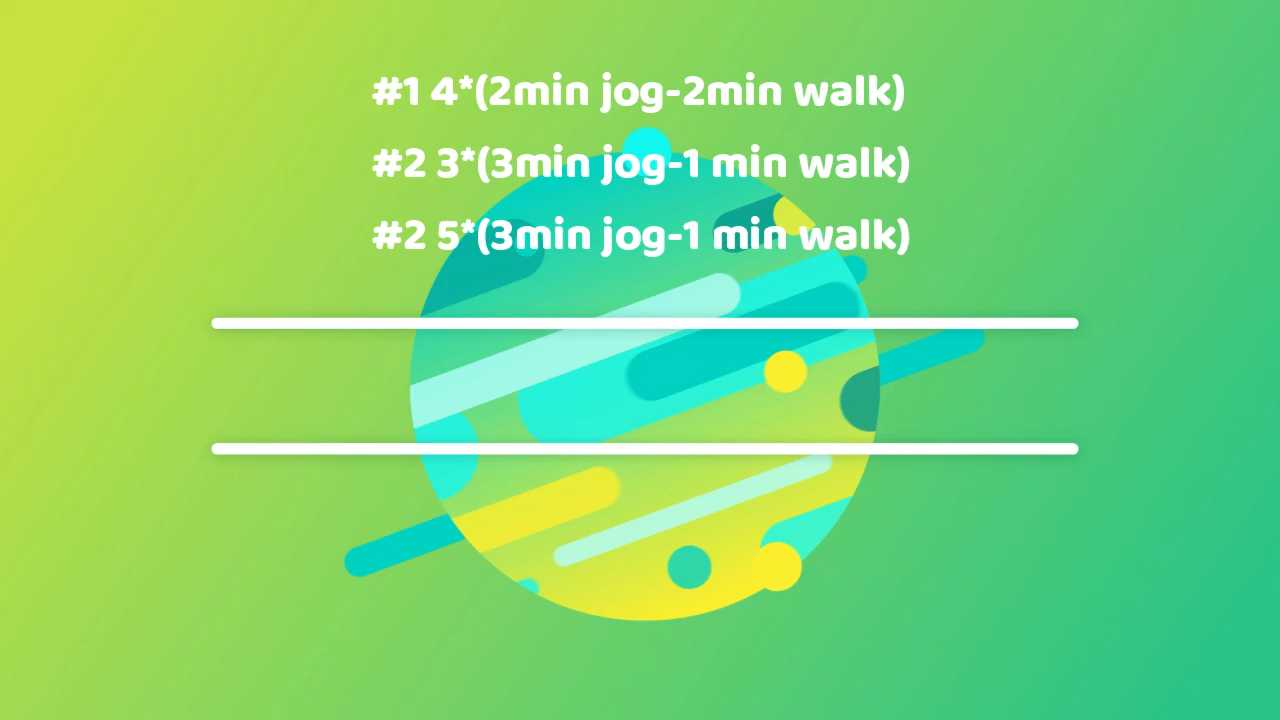 #1 4*(2min jog-2min walk)
#2 3*(3min jog-1 min walk)
#2 5*(3min jog-1 min walk)